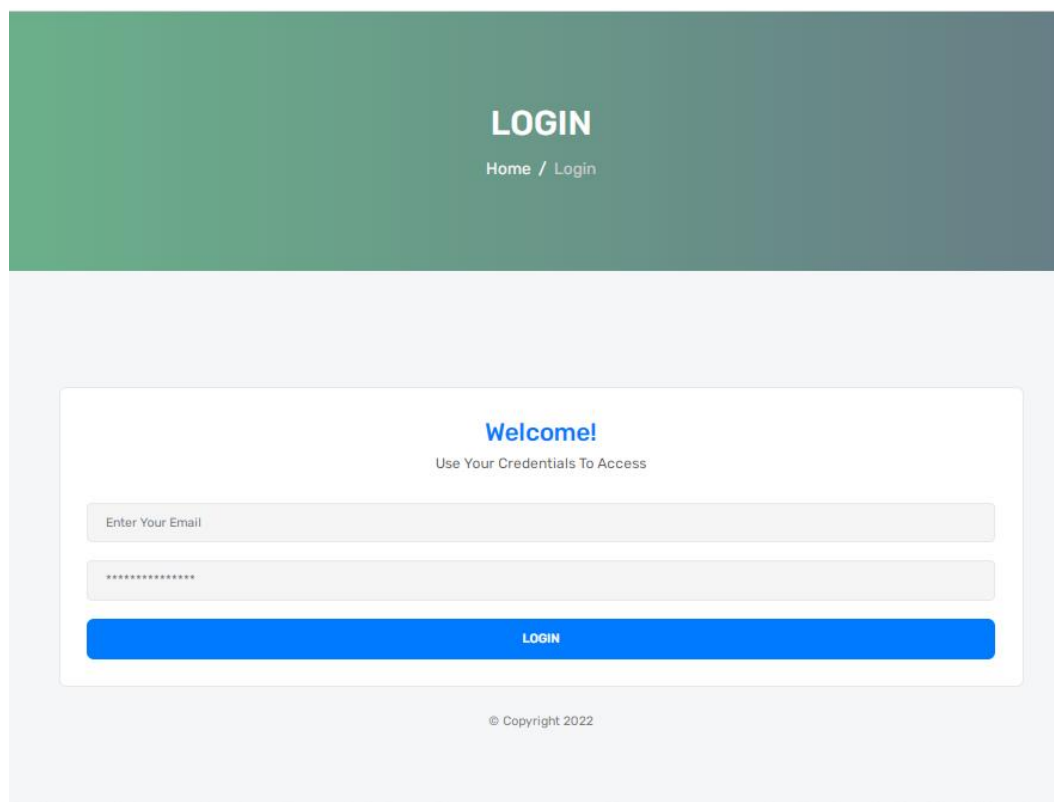 LOGIN
Home / Login
Welcome!
Use Your Credentials To Access
Enter Your Email
***************
LOGIN
© Copyright 2022